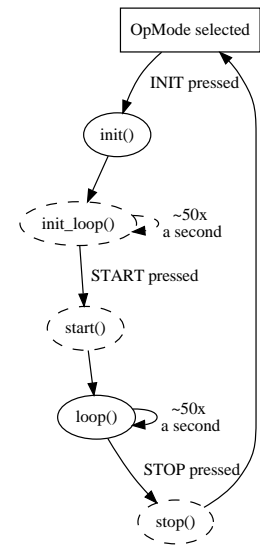 OpMode selected
INIT pressed
init()
init_loop()
~50x
a second
START pressed
start()
loop()
~50x
a second
STOP pressed
stop()